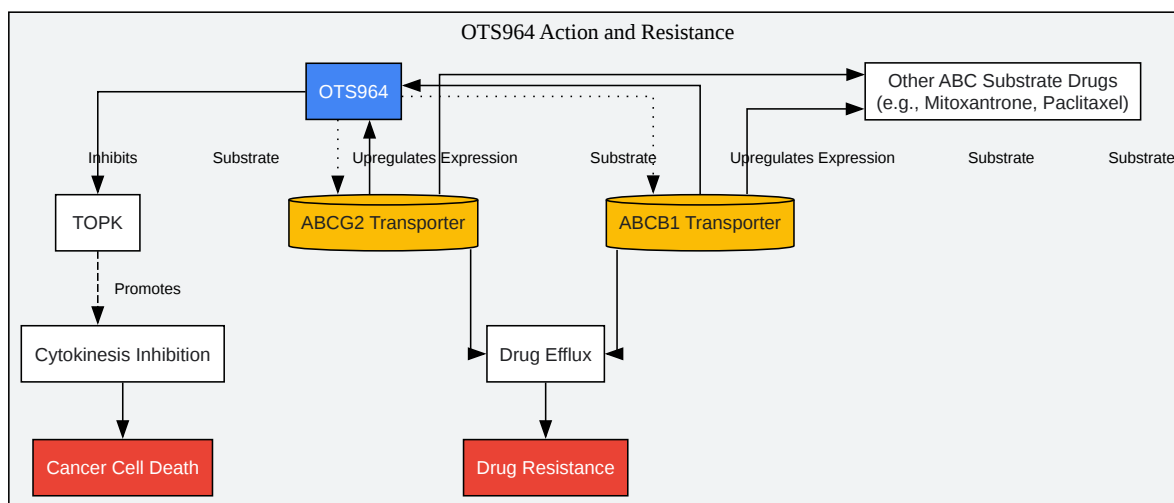 OTS964 Action and Resistance
OTS964
Other ABC Substrate Drugs
(e.g., Mitoxantrone, Paclitaxel)
Inhibits
Substrate
Upregulates Expression
Substrate
Upregulates Expression
Substrate
Substrate
TOPK
ABCG2 Transporter
ABCB1 Transporter
Promotes
Cytokinesis Inhibition
Drug Efflux
Cancer Cell Death
Drug Resistance